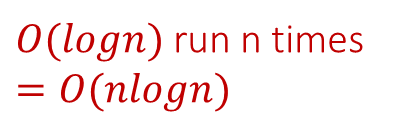 O(logn) run n times
= O(nlogn)